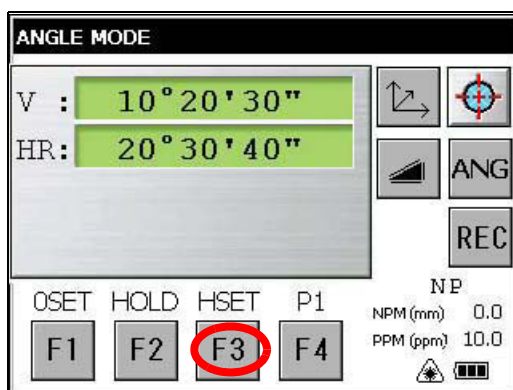 ANGLE MODE
V : 10°20'30"
HR: 20°30'40"
ANG
REC
0SET HOLD HSET P1
F1 F2 F3 F4
NP
NPM (mm) 0.0
PPM (ppm) 10.0